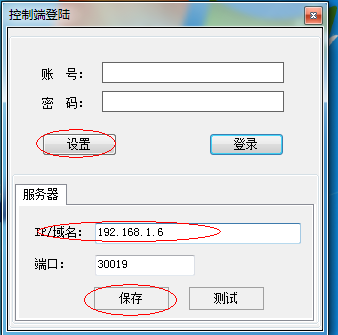 控制端登陆
账 号：
密 码：
设置 登录
服务器
IP/域名： 192.168.1.6
端口： 30019
保存 测试